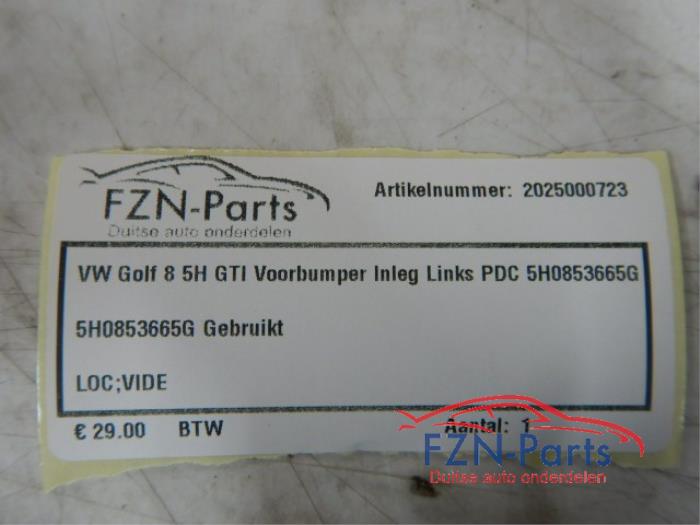 FZN-Parts
Duitse auto onderdelen
Artikelnummer: 2025000723
VW Golf 8 5H GTI Voorbumper Inleg Links PDC 5H0853665G
5H0853665G Gebruikt
LOC;VIDE
€ 29.00 BTW Aantal: 1
FZN-Parts
Duitse auto onderdelen